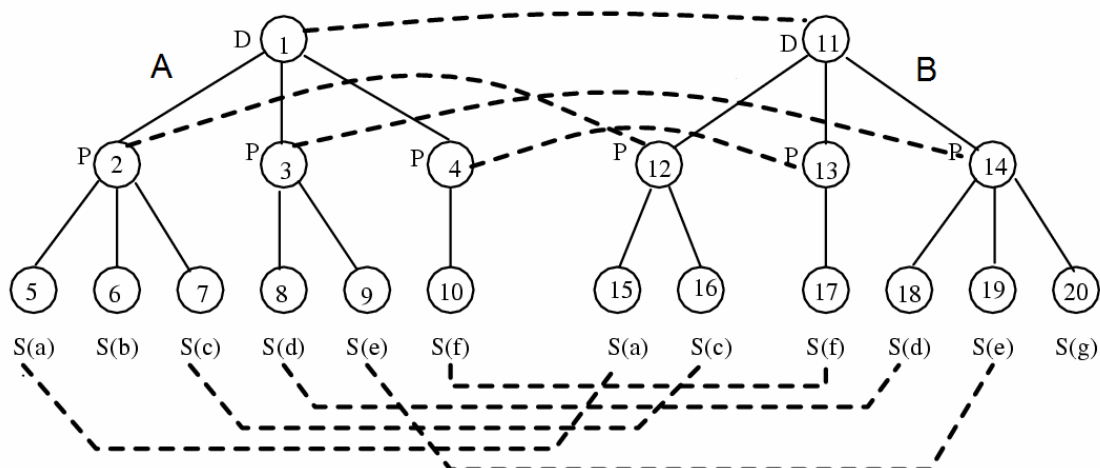 D 1 D 11
A B
P 2 P 3 P 4 P 12 P 13 P 14
5 6 7 8 9 10 15 16 17 18 19 20
S(a) S(b) S(c) S(d) S(e) S(f) S(a) S(c) S(f) S(d) S(e) S(g)